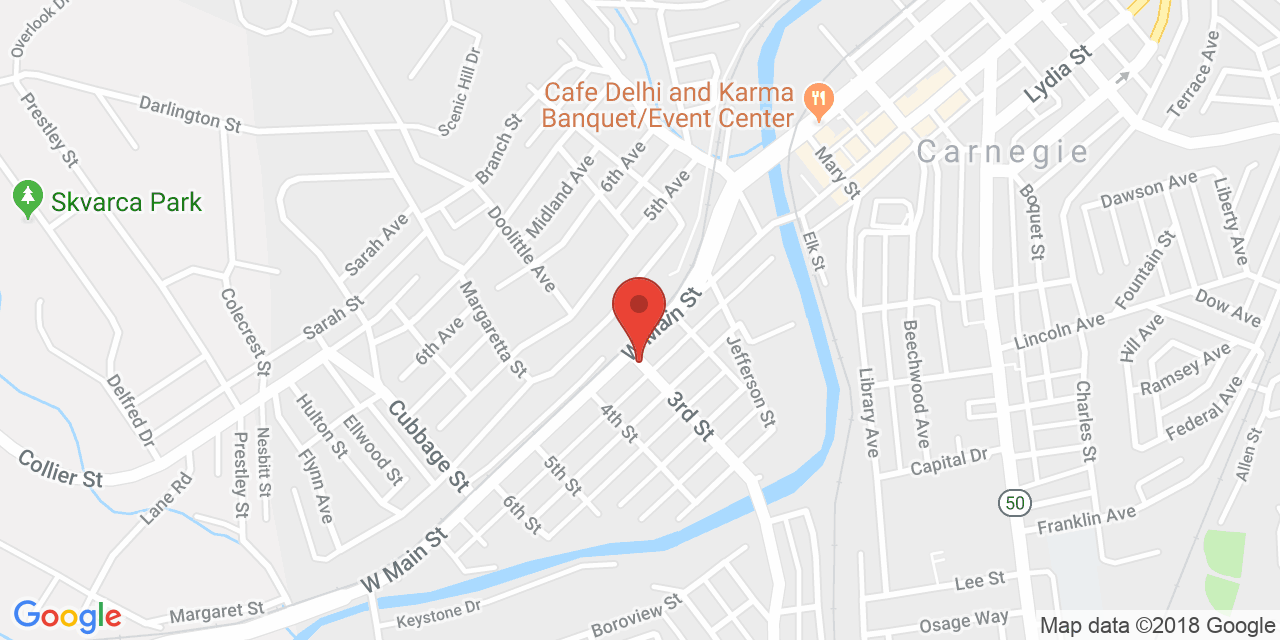 Overlook Dr
Scenic Hill Dr
Cafe Delhi and Karma
Banquet/Event Center
Lydia St
Terrace Ave
Prestley St
Darlington St
Branch St
Midland Ave
6th Ave
5th Ave
Mary St
Carnegie
Skvarca Park
Sarah Ave
Doolittle Ave
Elk St
Boquet St
Dawson Ave
Liberty Ave
Fountain St
Colecrest St
Sarah St
6th Ave
Margaretta St
W Main St
Jefferson St
Beechwood Ave
Lincoln Ave
Hill Ave
Dow Ave
Ramsey Ave
Federal Ave
Delfred Dr
Collier St
Lane Rd
Prestley St
Nesbitt St
Hulton St
Flynn Ave
Ellwood St
Cubbage St
4th St
3rd St
5th St
6th St
Library Ave
Capital Dr
Charles St
Allen St
50
Franklin Ave
W Main St
Margaret St
Keystone Dr
Boroview St
Lee St
Osage Way
Google
Map data ©2018 Google